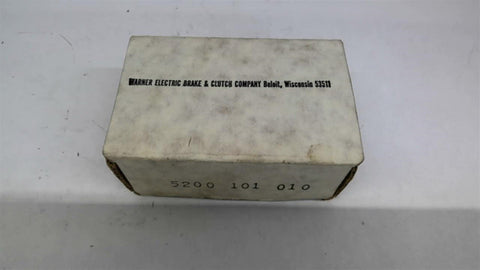 WARNER ELECTRIC BRAKE & CLUTCH COMPANY Beloit, Wisconsin 53511
5200 101 010